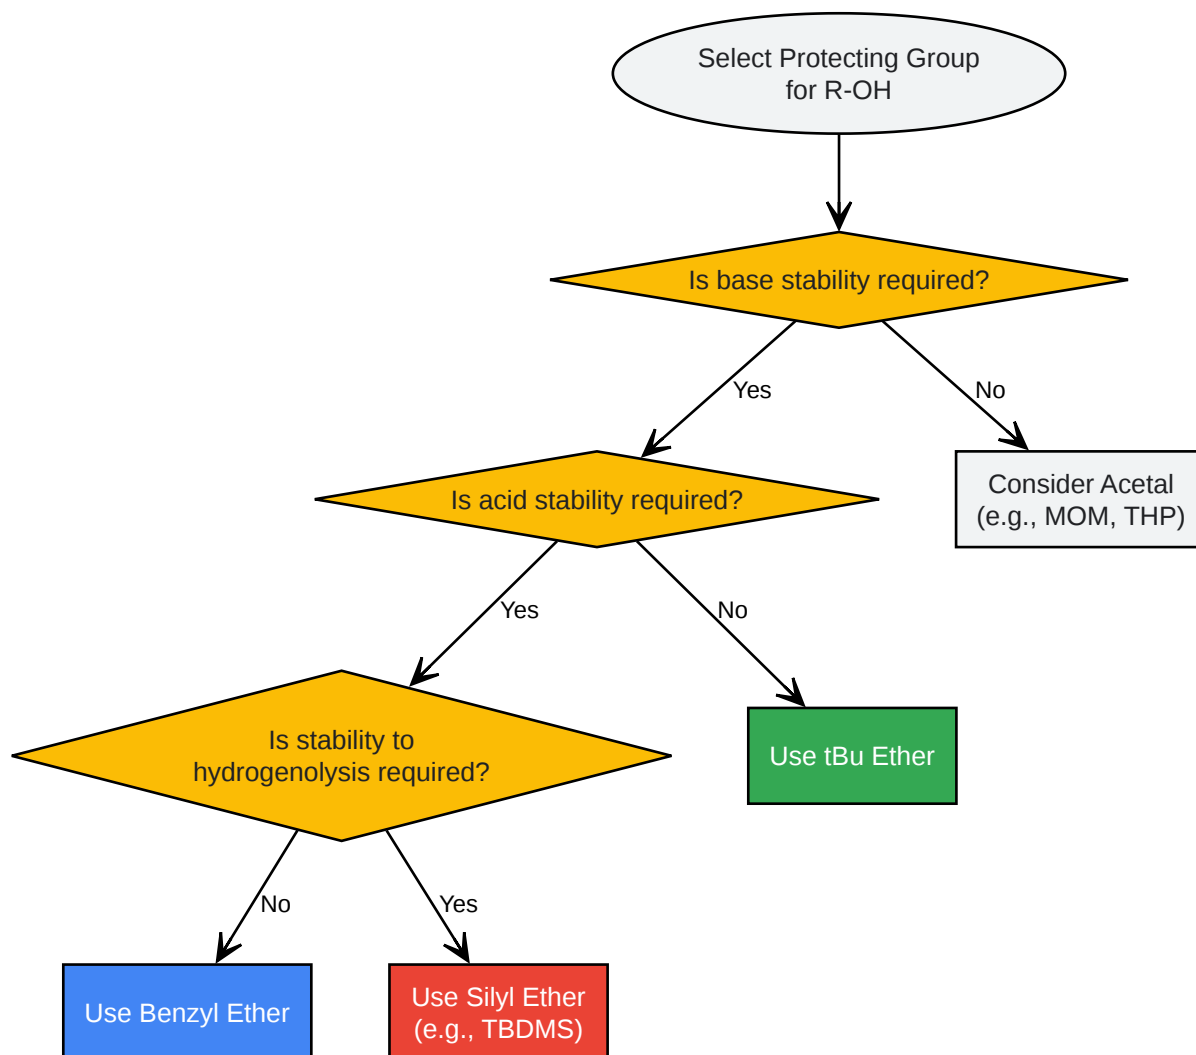 Select Protecting Group
for R-OH
Is base stability required?
Yes
No
Is acid stability required?
Consider Acetal
(e.g., MOM, THP)
Yes
No
Is stability to
hydrogenolysis required?
Use tBu Ether
No
Yes
Use Benzyl Ether
Use Silyl Ether
(e.g., TBDMS)